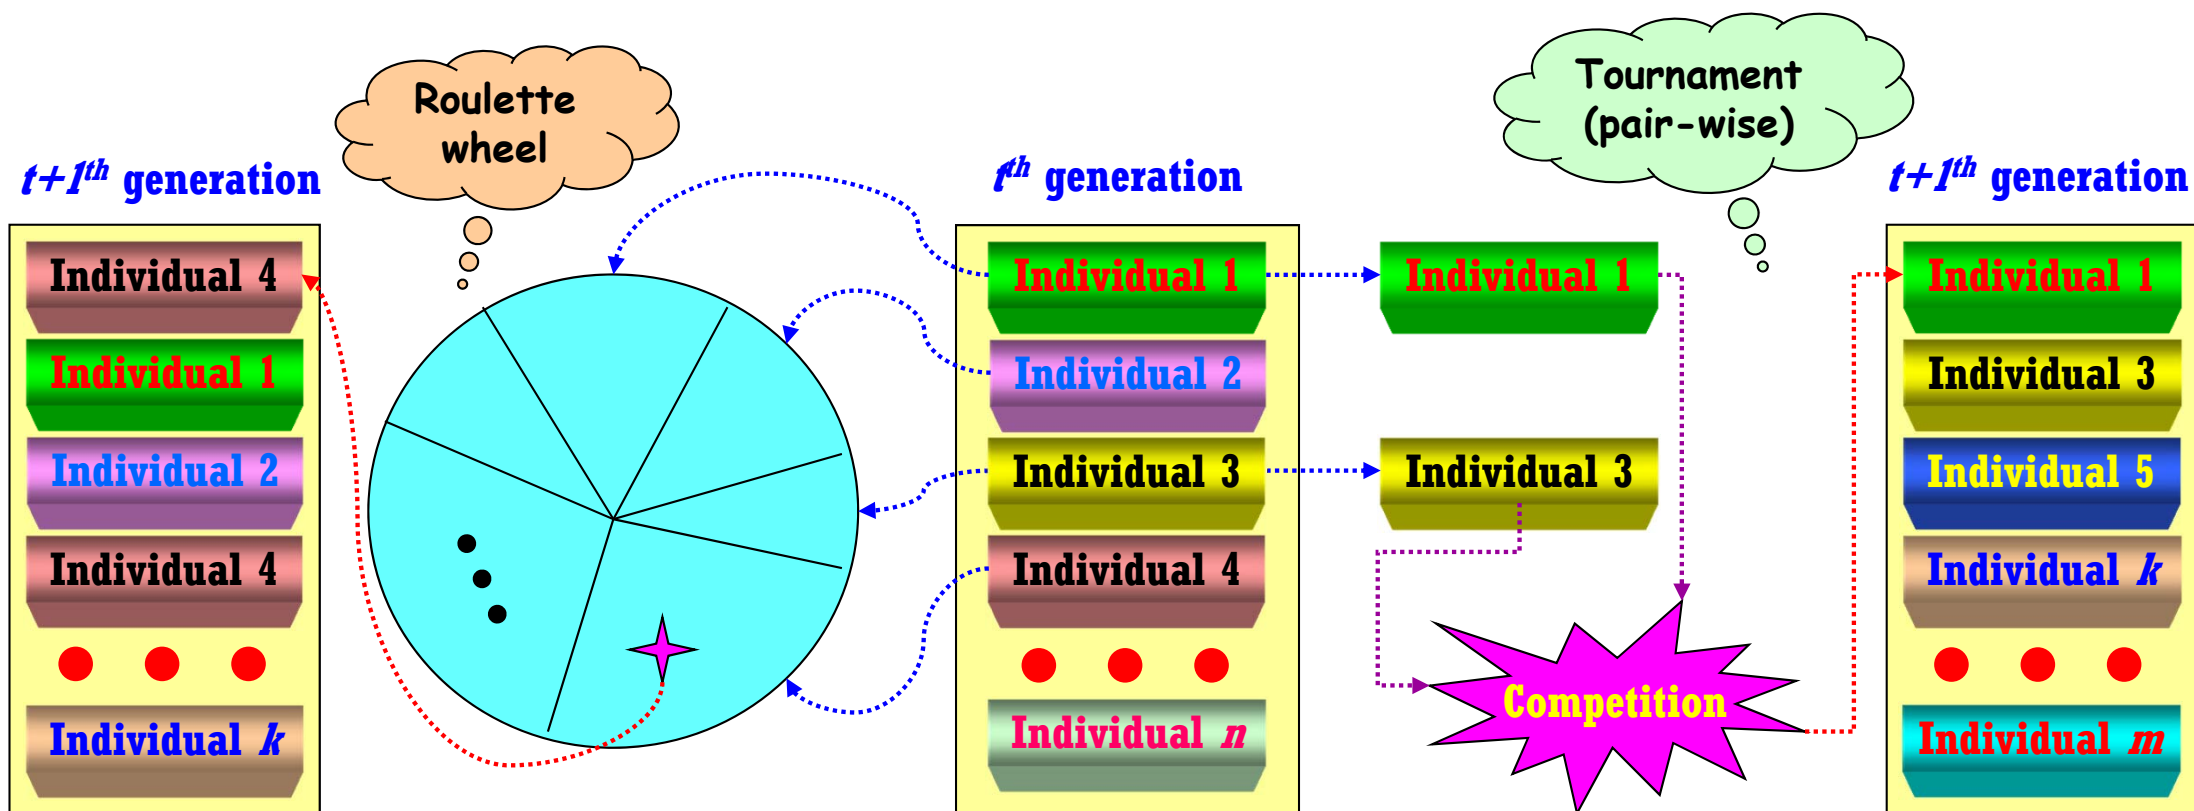 Roulette
wheel
Tournament
(pair-wise)
t+1th generation
Individual 4
Individual 1
Individual 2
Individual 4
Individual k
tth generation
Individual 1
Individual 2
Individual 3
Individual 4
Individual n
Individual 1
Individual 3
Competition
t+1th generation
Individual 1
Individual 3
Individual 5
Individual k
Individual m